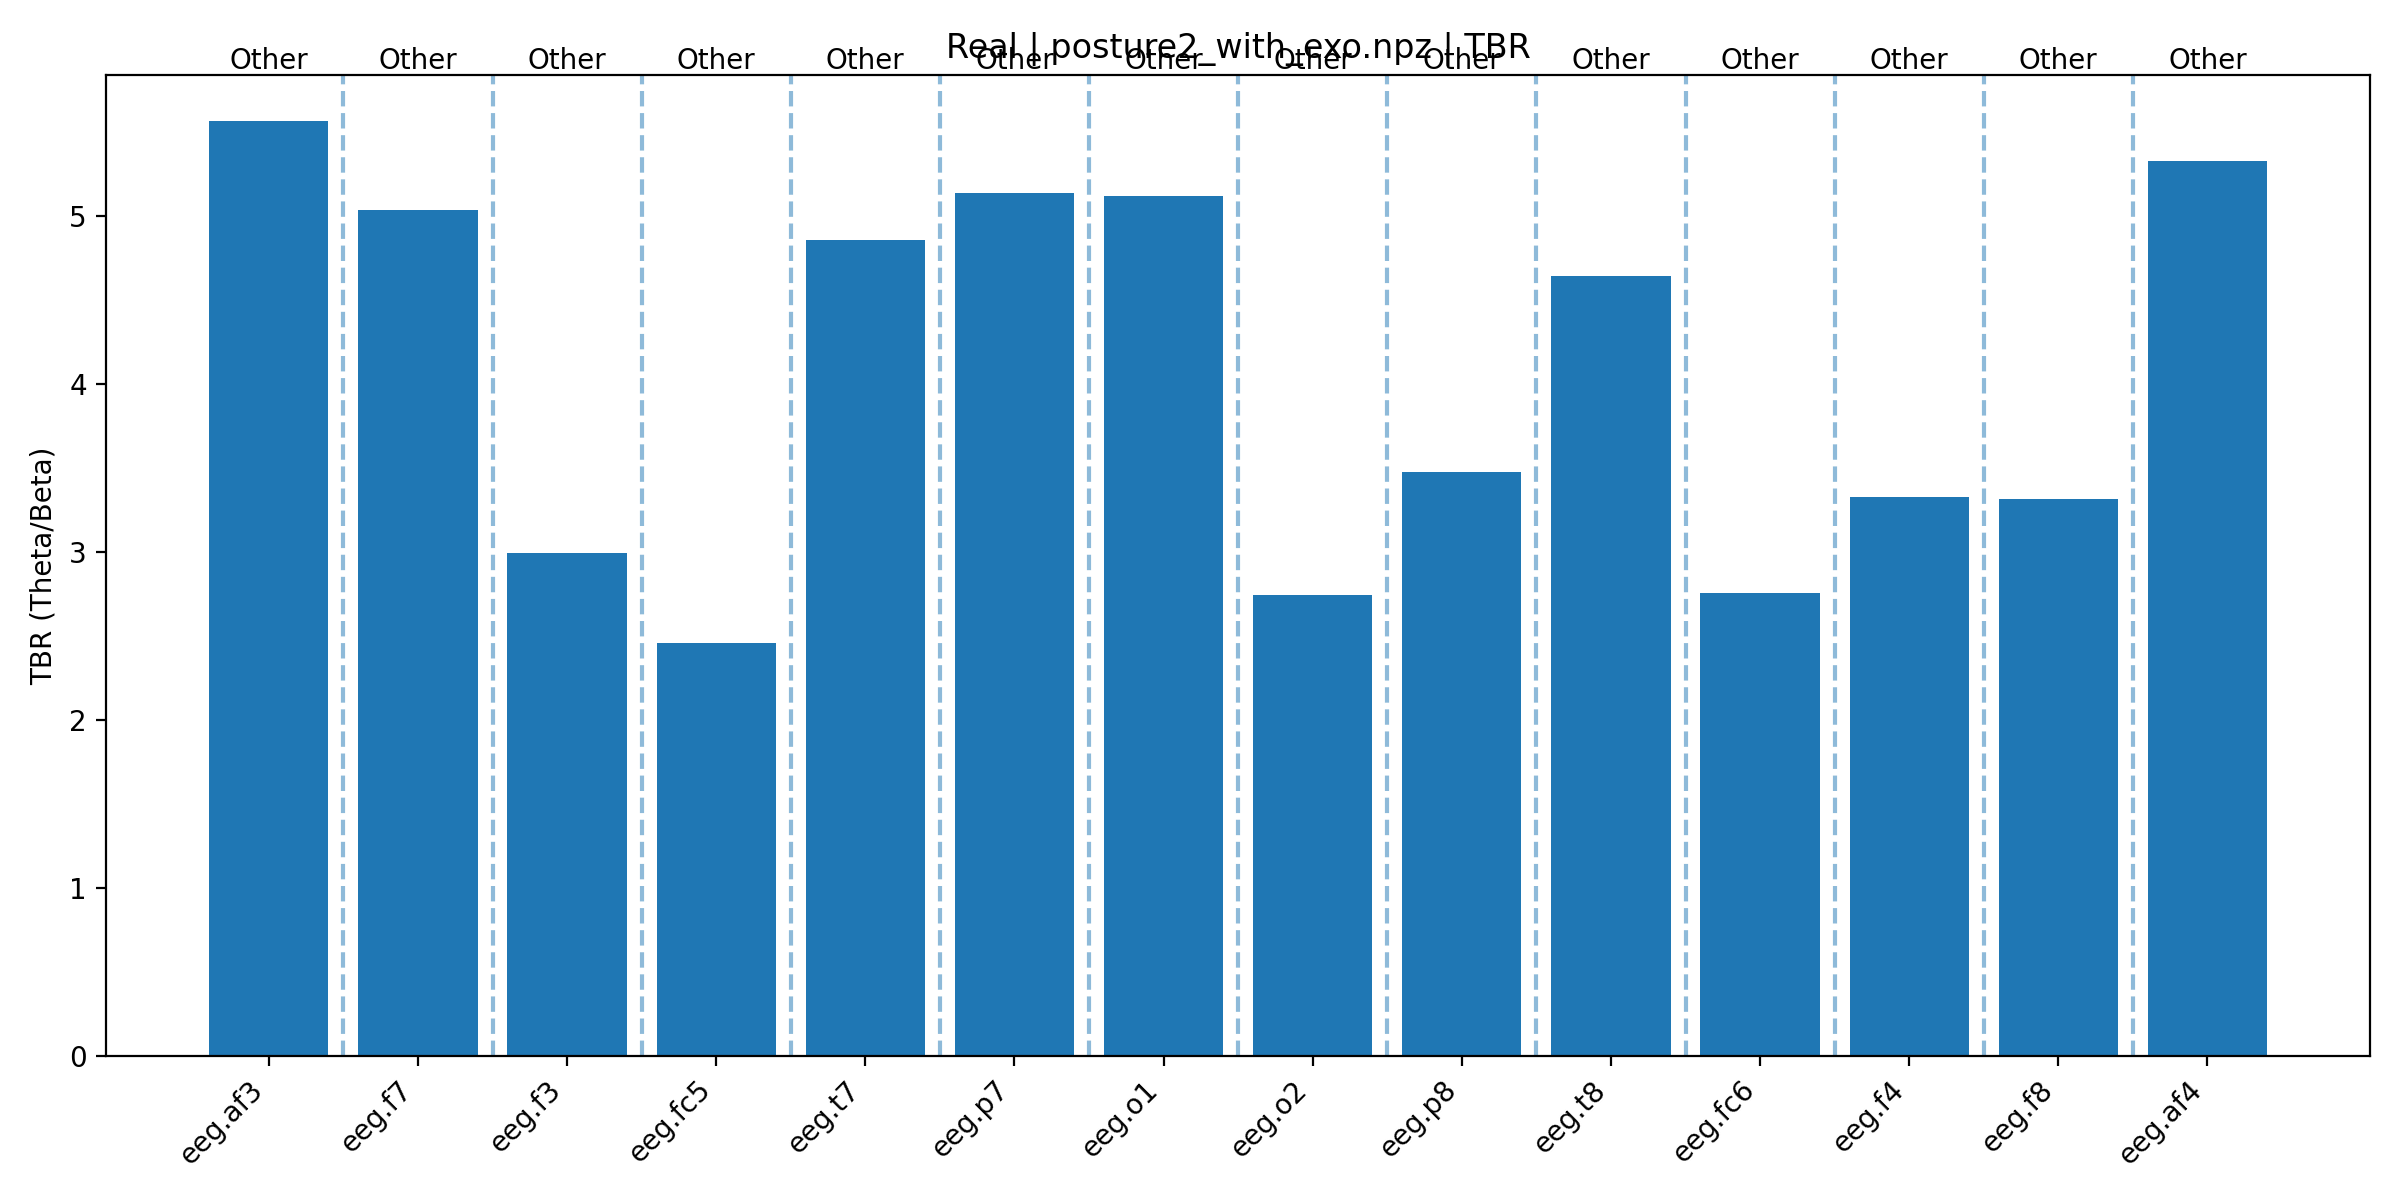 Real | posture2_with_exo.npz | TBR
Other Other Other Other Other Other Other Other Other Other Other Other Other Other
TBR (Theta/Beta)
5
4
3
2
1
0
eeg.af3 eeg.f7 eeg.f3 eeg.fc5 eeg.t7 eeg.p7 eeg.o1 eeg.o2 eeg.p8 eeg.t8 eeg.fc6 eeg.f4 eeg.f8 eeg.af4